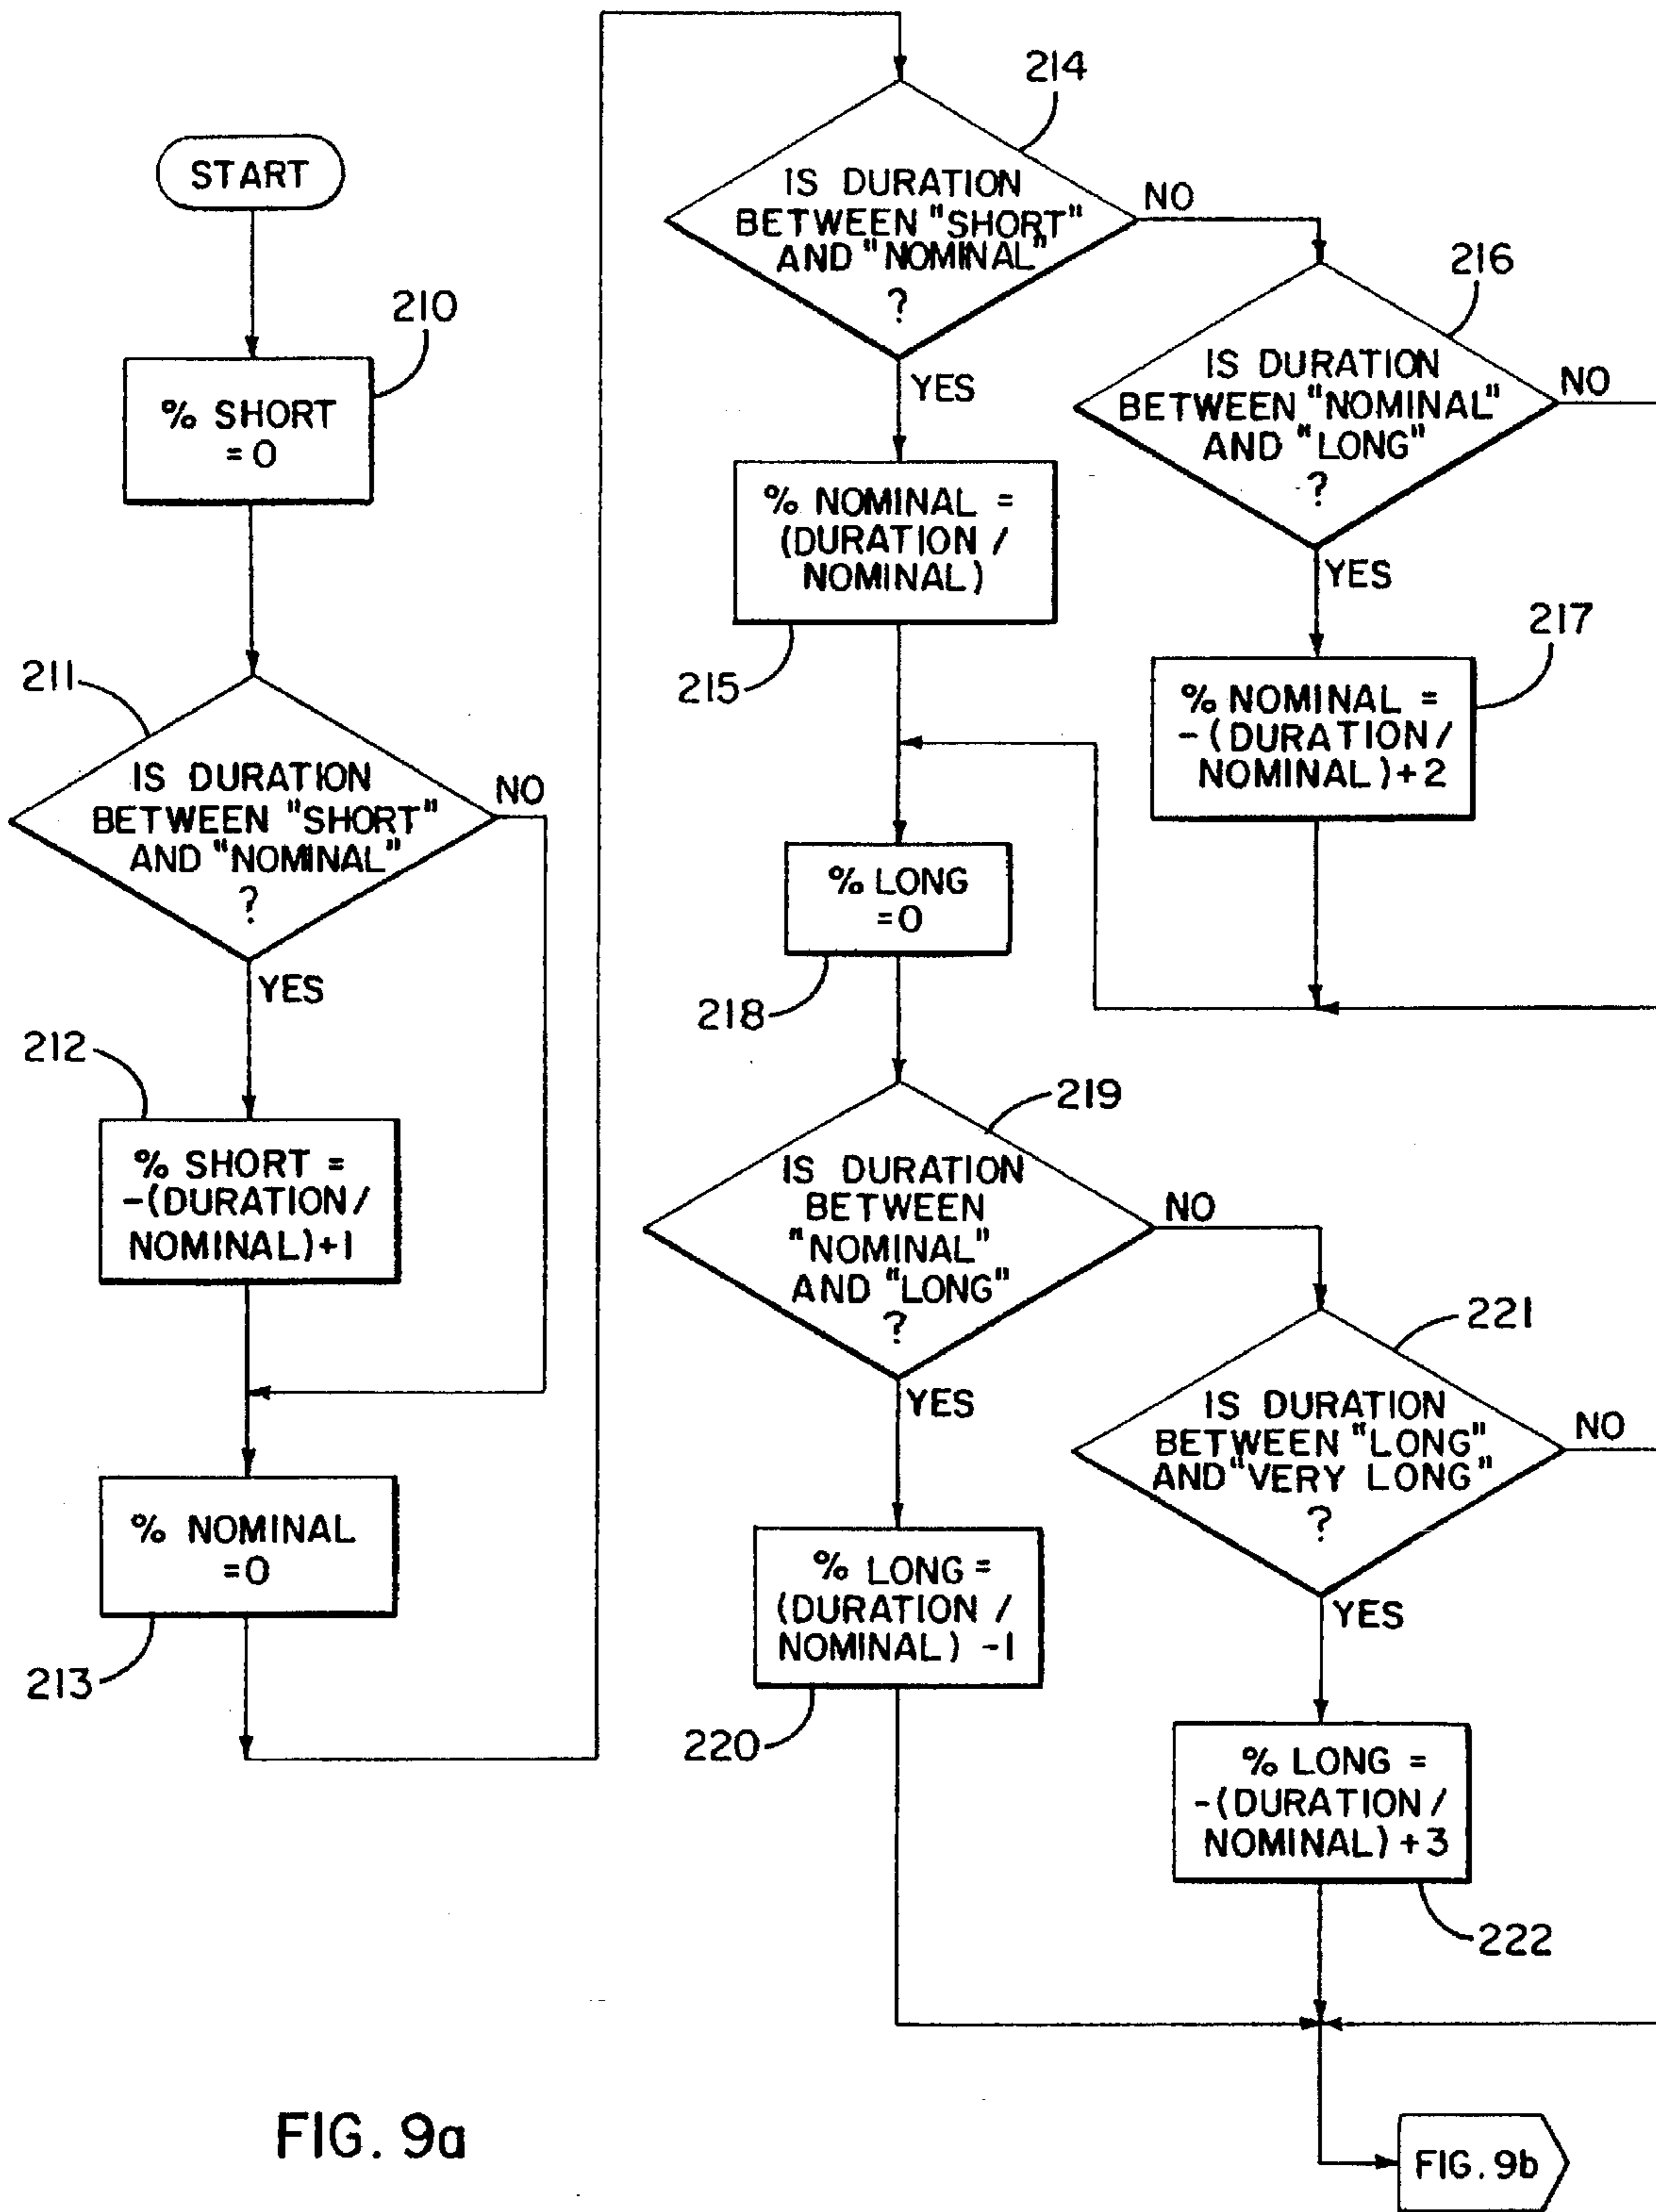 START
210
% SHORT
=0
211
IS DURATION
BETWEEN "SHORT"
AND "NOMINAL"
?
NO
YES
212
% SHORT =
-(DURATION/
NOMINAL)+1
% NOMINAL
=0
213
214
IS DURATION
BETWEEN "SHORT"
AND "NOMINAL"
?
NO
YES
% NOMINAL =
(DURATION /
NOMINAL)
215
216
IS DURATION
BETWEEN "NOMINAL"
AND "LONG"
?
NO
YES
217
% NOMINAL =
-(DURATION/
NOMINAL)+2
% LONG
=0
218
219
IS DURATION
BETWEEN
"NOMINAL"
AND "LONG"
?
NO
YES
% LONG =
(DURATION /
NOMINAL) -1
220
221
IS DURATION
BETWEEN "LONG"
AND "VERY LONG"
?
NO
YES
% LONG =
-(DURATION/
NOMINAL)+3
222
FIG. 9b
FIG. 9a